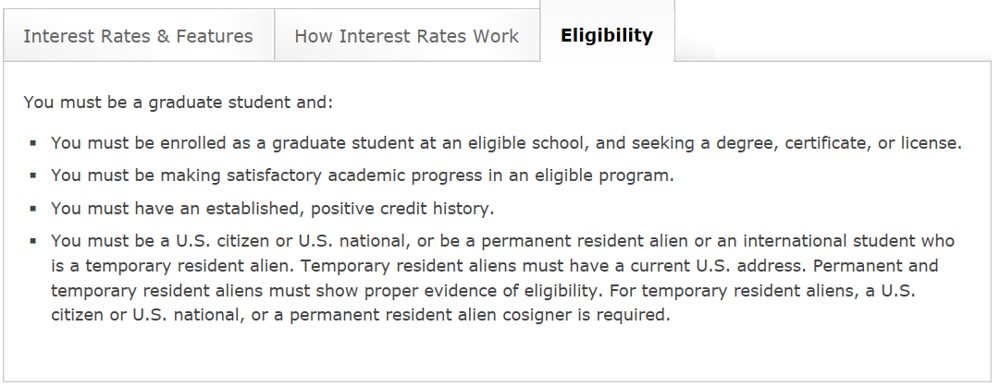 Interest Rates & Features
How Interest Rates Work
Eligibility
You must be a graduate student and:
▪ You must be enrolled as a graduate student at an eligible school, and seeking a degree, certificate, or license.
▪ You must be making satisfactory academic progress in an eligible program.
▪ You must have an established, positive credit history.
▪ You must be a U.S. citizen or U.S. national, or be a permanent resident alien or an international student who
is a temporary resident alien. Temporary resident aliens must have a current U.S. address. Permanent and
temporary resident aliens must show proper evidence of eligibility. For temporary resident aliens, a U.S.
citizen or U.S. national, or a permanent resident alien cosigner is required.